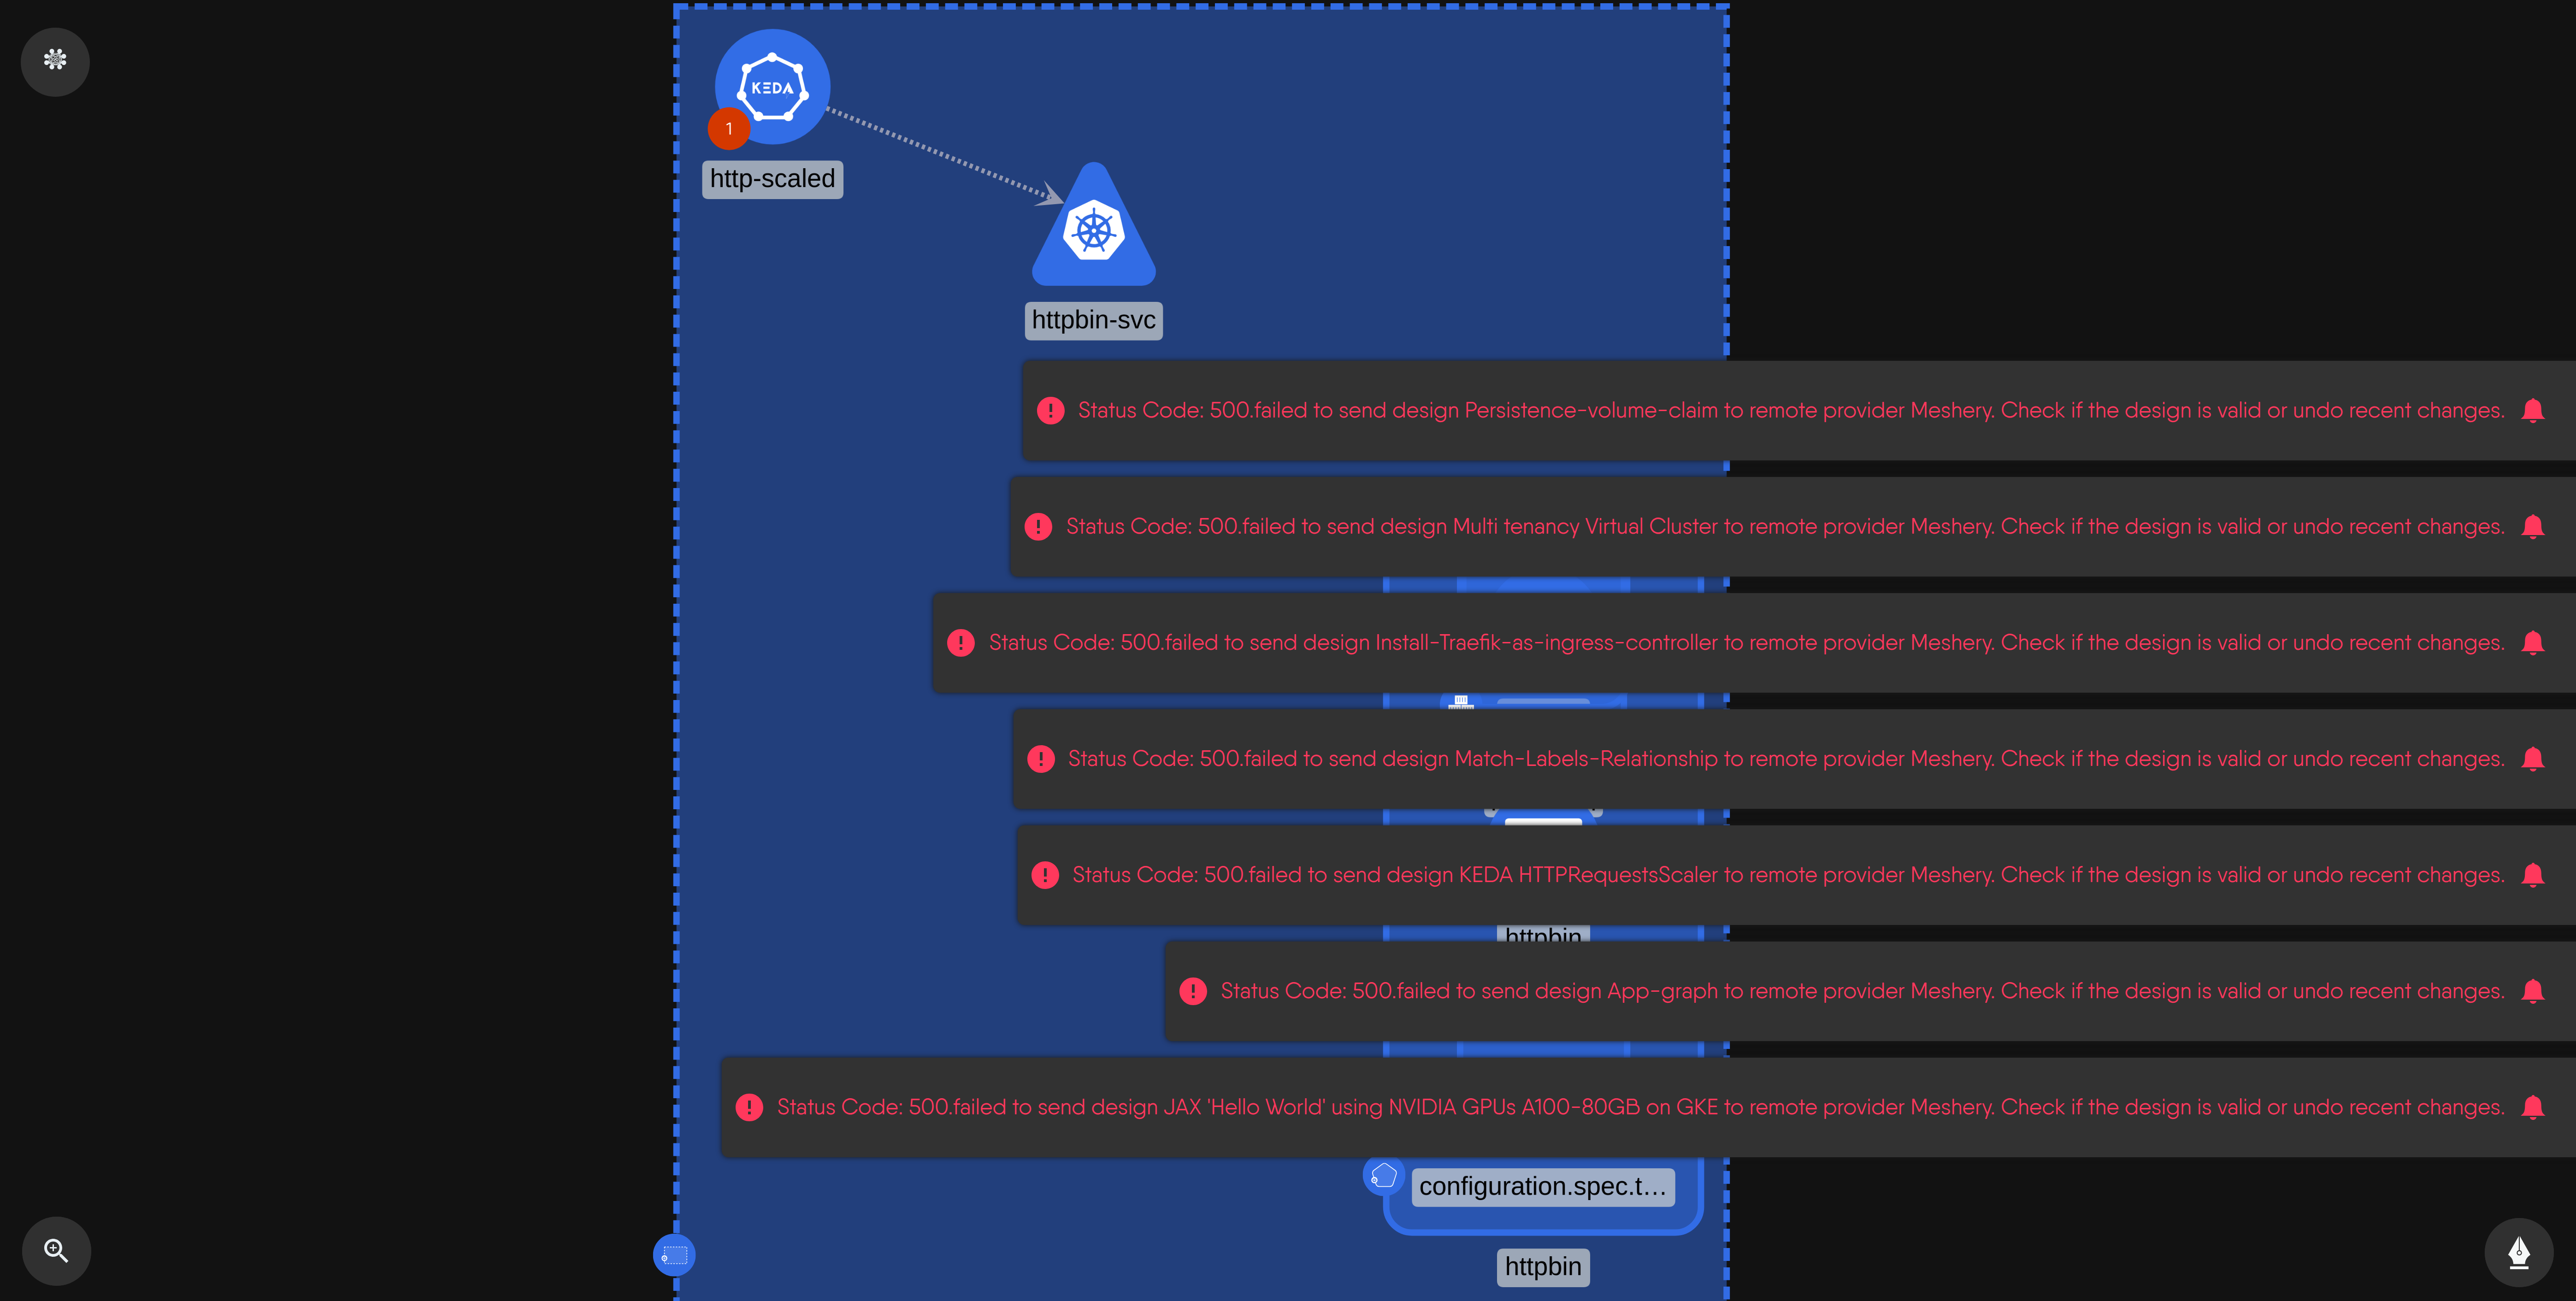 KEDA
1
http-scaled
httpbin-svc
Status Code: 500.failed to send design Persistence-volume-claim to remote provider Meshery. Check if the design is valid or undo recent changes.
Status Code: 500.failed to send design Multi tenancy Virtual Cluster to remote provider Meshery. Check if the design is valid or undo recent changes.
Status Code: 500.failed to send design Install-Traefik-as-ingress-controller to remote provider Meshery. Check if the design is valid or undo recent changes.
Status Code: 500.failed to send design Match-Labels-Relationship to remote provider Meshery. Check if the design is valid or undo recent changes.
Status Code: 500.failed to send design KEDA HTTPRequestsScaler to remote provider Meshery. Check if the design is valid or undo recent changes.
httpbin
Status Code: 500.failed to send design App-graph to remote provider Meshery. Check if the design is valid or undo recent changes.
Status Code: 500.failed to send design JAX 'Hello World' using NVIDIA GPUs A100-80GB on GKE to remote provider Meshery. Check if the design is valid or undo recent changes.
configuration.spec.t...
httpbin